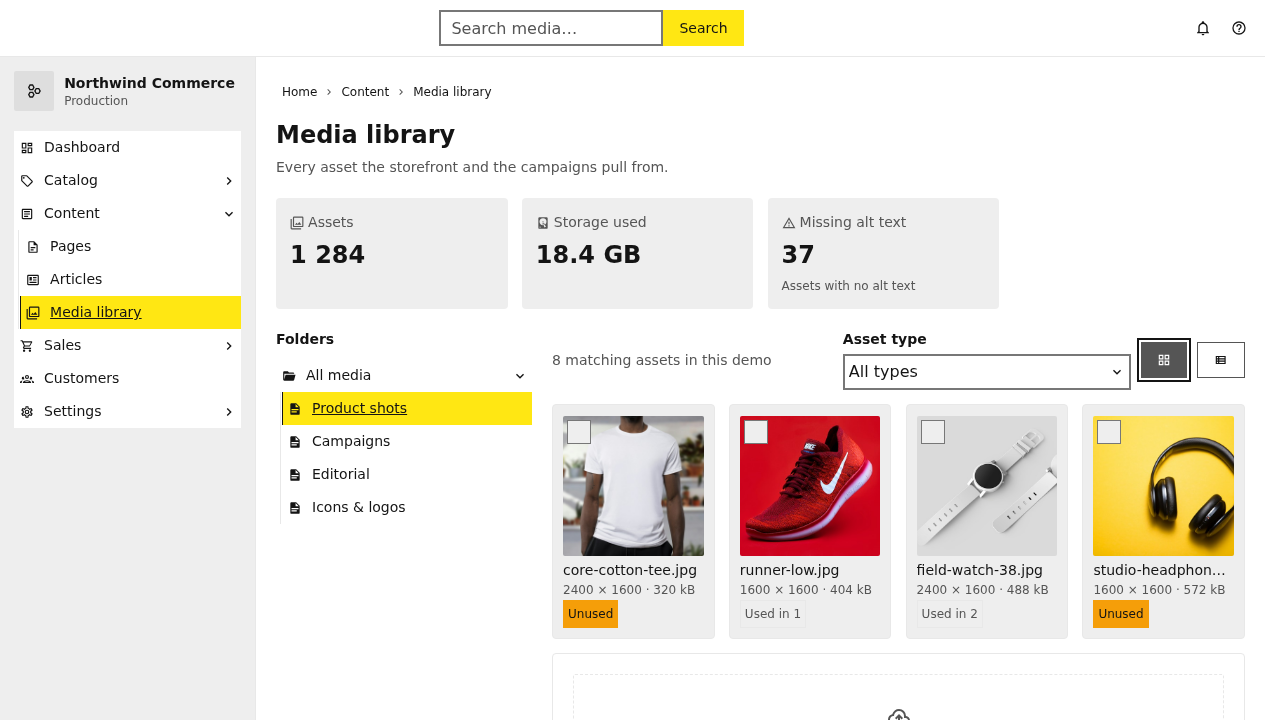 Search media...
Search
Northwind Commerce
Production
Dashboard
Catalog
Content
Pages
Articles
Media library
Sales
Customers
Settings
Home › Content › Media library
Media library
Every asset the storefront and the campaigns pull from.
Assets
1 284
Storage used
18.4 GB
Missing alt text
37
Assets with no alt text
Folders
All media
Product shots
Campaigns
Editorial
Icons & logos
8 matching assets in this demo
Asset type
All types
core-cotton-tee.jpg
2400 × 1600 · 320 kB
Unused
runner-low.jpg
1600 × 1600 · 404 kB
Used in 1
field-watch-38.jpg
2400 × 1600 · 488 kB
Used in 2
studio-headphon...
1600 × 1600 · 572 kB
Unused